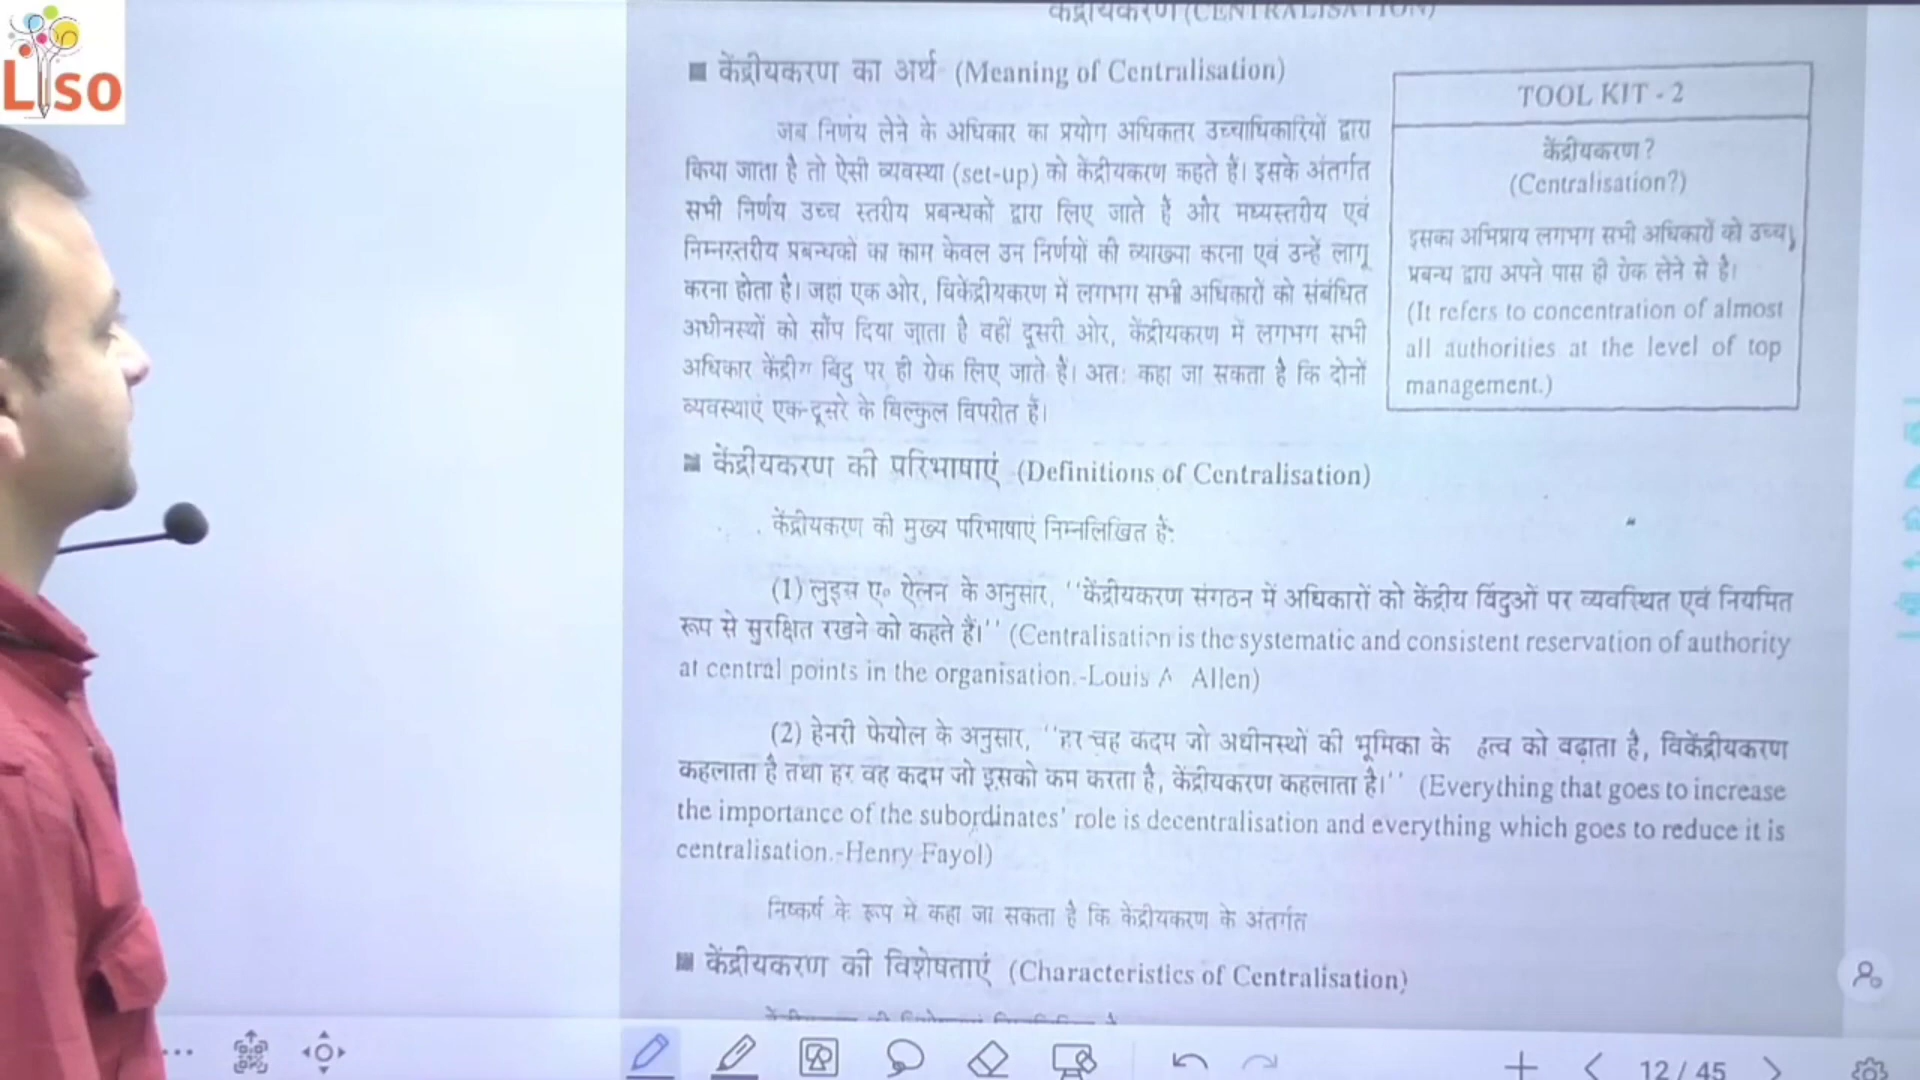 Liso
केंद्रीयकरण (CENTRALISATION)
■ केंद्रीयकरण का अर्थ (Meaning of Centralisation)
जब निर्णय लेने के अधिकार का प्रयोग अधिकतर उच्चाधिकारियों द्वारा
किया जाता है तो ऐसी व्यवस्था (set-up) को केंद्रीयकरण कहते हैं। इसके अंतर्गत
सभी निर्णय उच्च स्तरीय प्रबन्धकों द्वारा लिए जाते हैं और मध्यस्तरीय एवं
निम्नस्तरीय प्रबन्धकों का काम केवल उन निर्णयों की व्याख्या करना एवं उन्हें लागू
करना होता है। जहां एक ओर, विकेंद्रीयकरण में लगभग सभी अधिकारों को संबंधित
अधीनस्थों को सौंप दिया जाता है वहीं दूसरी ओर, केंद्रीयकरण में लगभग सभी
अधिकार केंद्रीय बिंदु पर ही रोक लिए जाते हैं। अतः कहा जा सकता है कि दोनों
व्यवस्थाएं एक-दूसरे के बिल्कुल विपरीत हैं।
TOOL KIT - 2
केंद्रीयकरण?
(Centralisation?)
इसका अभिप्राय लगभग सभी अधिकारों को उच्च
प्रबन्ध द्वारा अपने पास ही रोक लेने से है।
(It refers to concentration of almost
all authorities at the level of top
management.)
■ केंद्रीयकरण की परिभाषाएं (Definitions of Centralisation)
केंद्रीयकरण की मुख्य परिभाषाएं निम्नलिखित हैं:
(1) लुइस ए० ऐलन के अनुसार, ''केंद्रीयकरण संगठन में अधिकारों को केंद्रीय बिंदुओं पर व्यवस्थित एवं नियमित
रूप से सुरक्षित रखने को कहते हैं।'' (Centralisation is the systematic and consistent reservation of authority
at central points in the organisation.-Louis A Allen)
(2) हेनरी फेयोल के अनुसार, ''हर वह कदम जो अधीनस्थों की भूमिका के हत्व को बढ़ाता है, विकेंद्रीयकरण
कहलाता है तथा हर वह कदम जो इसको कम करता है, केंद्रीयकरण कहलाता है।'' (Everything that goes to increase
the importance of the subordinates' role is decentralisation and everything which goes to reduce it is
centralisation.-Henry Fayol)
निष्कर्ष के रूप में कहा जा सकता है कि केंद्रीयकरण के अंतर्गत
■ केंद्रीयकरण की विशेषताएं (Characteristics of Centralisation)
12 / 45